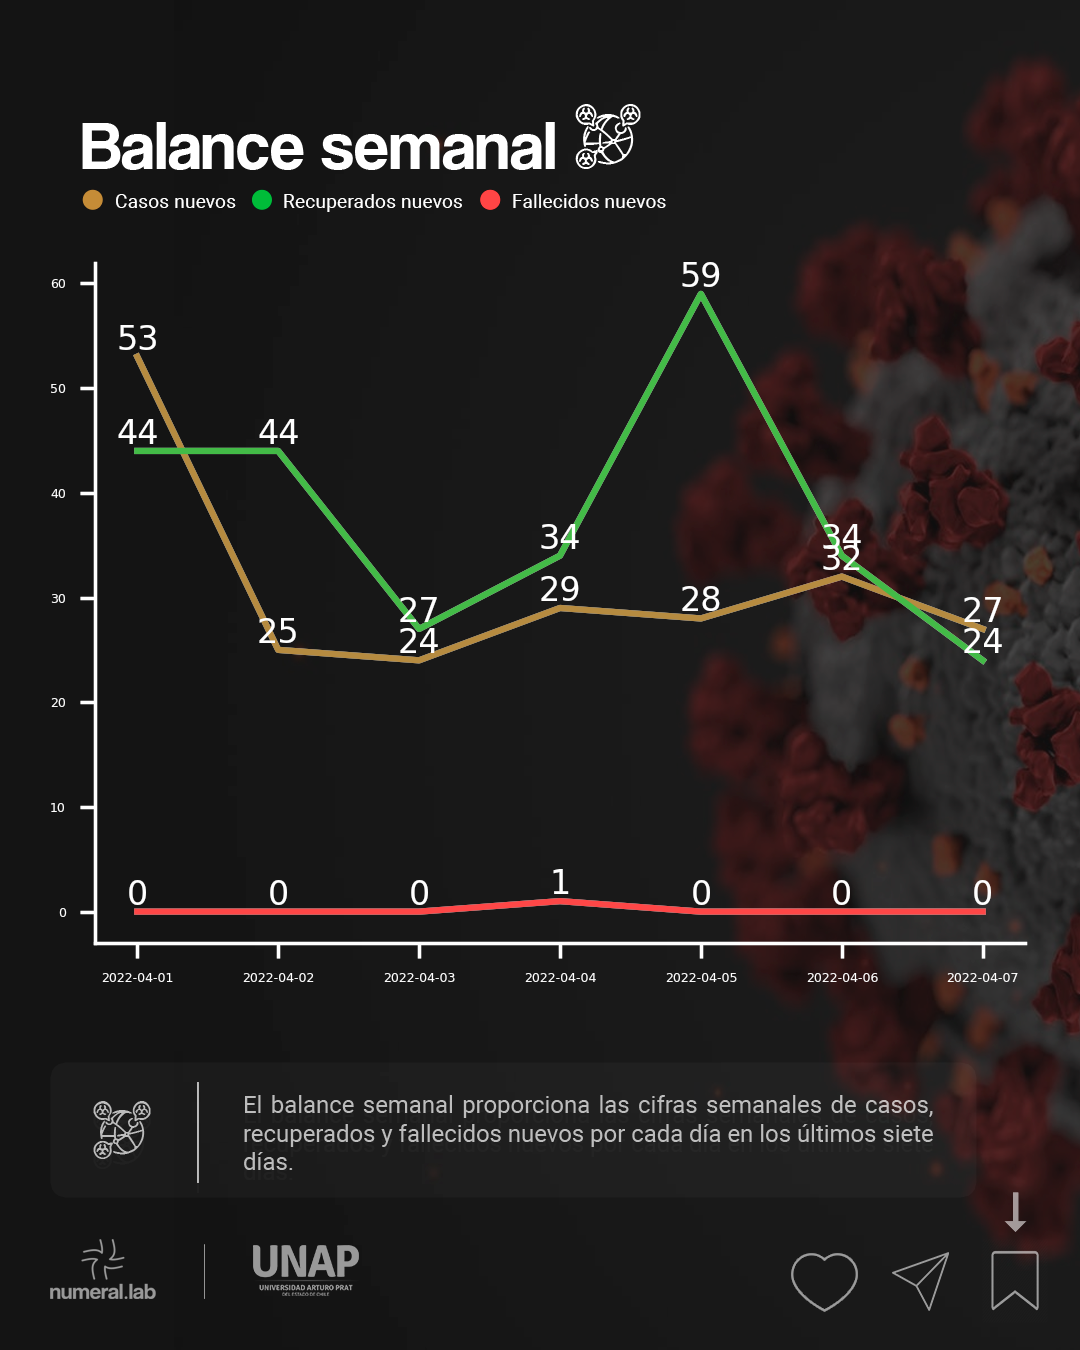 Balance semanal
Casos nuevos Recuperados nuevos Fallecidos nuevos
60
50
40
30
20
10
0
53
44
44
25
27
24
34
29
59
28
34
32
27
24
0 0 0 1 0 0 0
2022-04-01 2022-04-02 2022-04-03 2022-04-04 2022-04-05 2022-04-06 2022-04-07
El balance semanal proporciona las cifras semanales de casos,
recuperados y fallecidos nuevos por cada día en los últimos siete
días.
numeral.lab
UNAP
UNIVERSIDAD ARTURO PRAT
DEL ESTADO DE CHILE